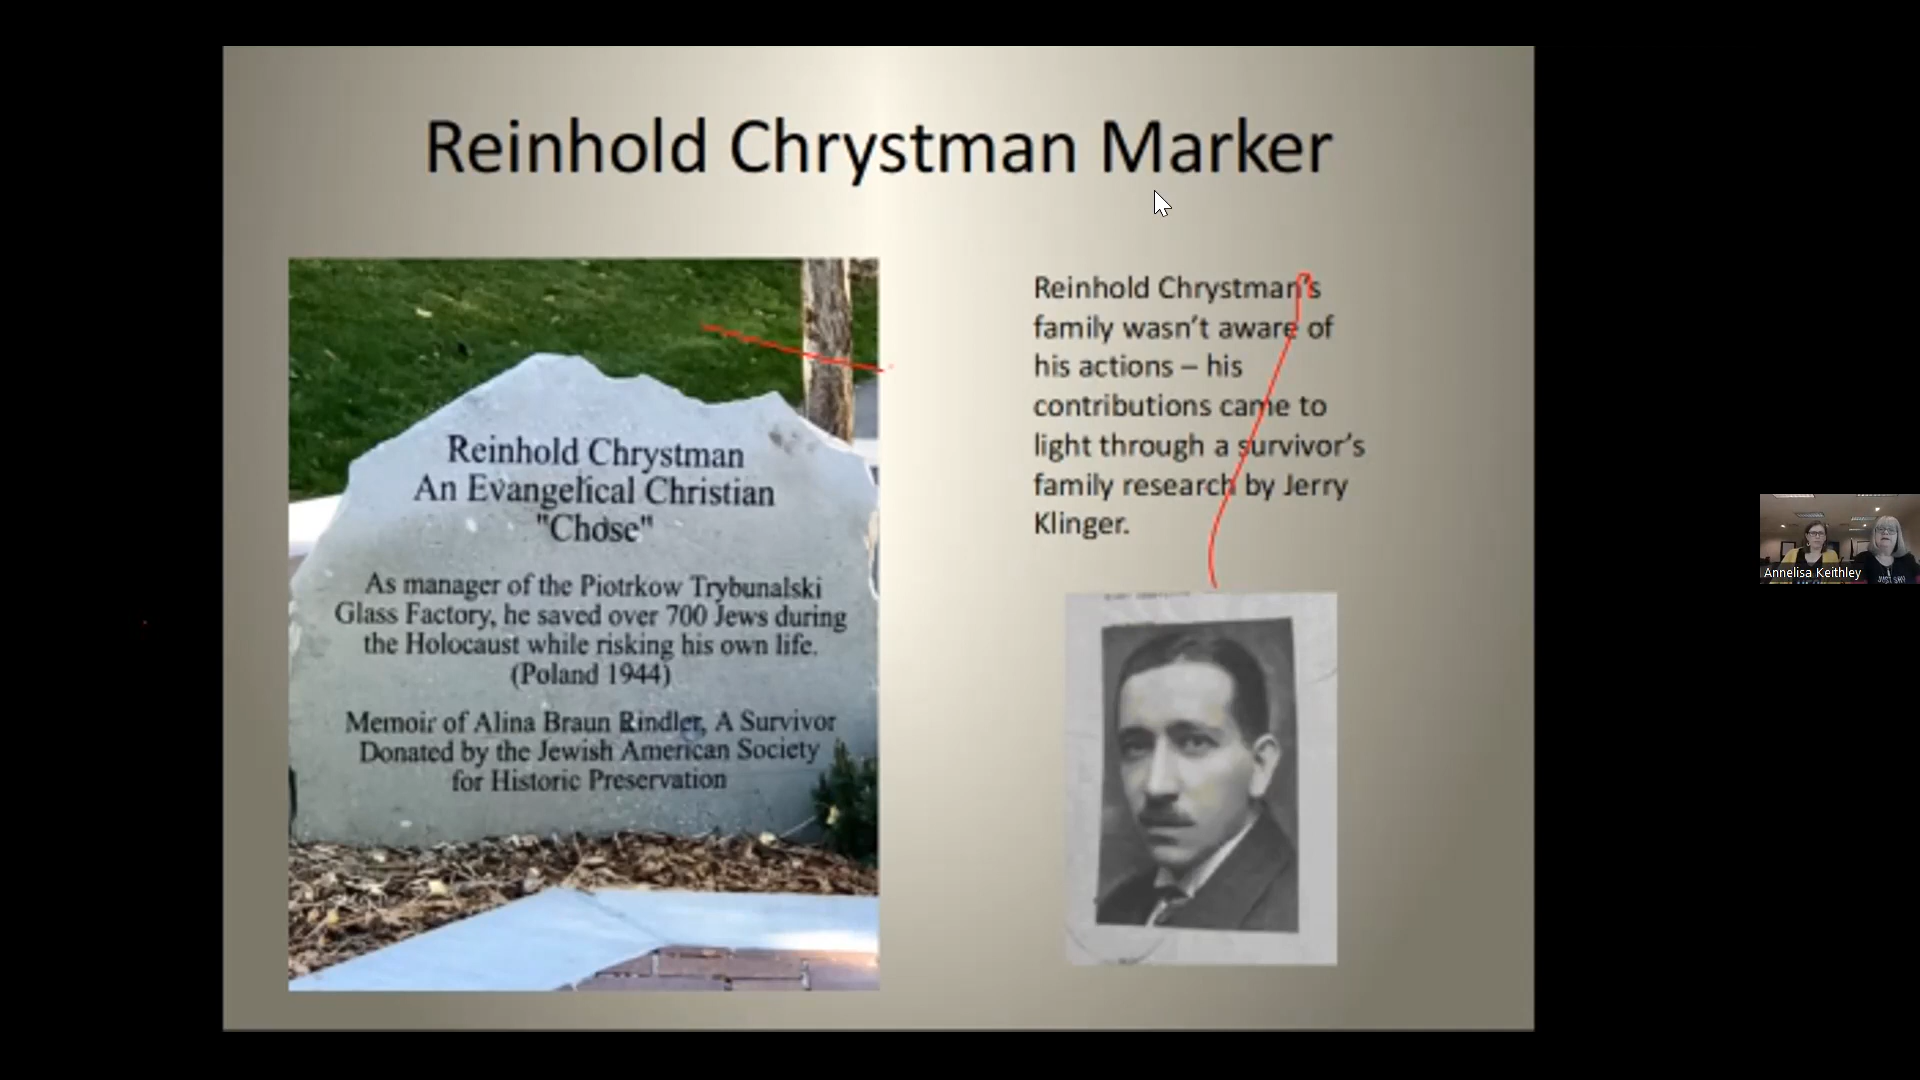 Reinhold Chrystman Marker
Reinhold Chrystman
An Evangelical Christian
"Chose"
As manager of the Piotrkow Trybunalski
Glass Factory, he saved over 700 Jews during
the Holocaust while risking his own life.
(Poland 1944)
Memoir of Alina Braun Rindler, A Survivor
Donated by the Jewish American Society
for Historic Preservation
Reinhold Chrystman's
family wasn't aware of
his actions – his
contributions came to
light through a survivor's
family research by Jerry
Klinger.
Annelisa Keithley
JUST SAY